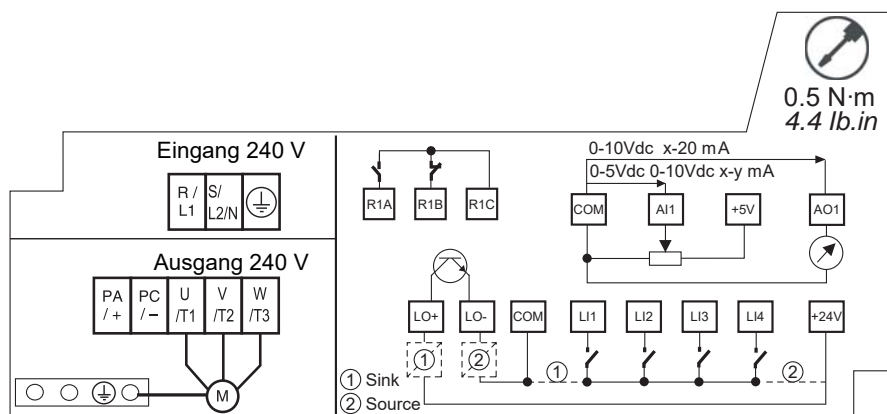 0.5 N·m
4.4 lb.in
Eingang 240 V
R / L1
S/ L2/N
Ausgang 240 V
PA / +
PC / −
U /T1
V /T2
W /T3
M
R1A R1B R1C
0-10Vdc x-20 mA
0-5Vdc 0-10Vdc x-y mA
COM AI1 +5V AO1
LO+ LO- COM LI1 LI2 LI3 LI4 +24V
① ②
① ②
① Sink
② Source